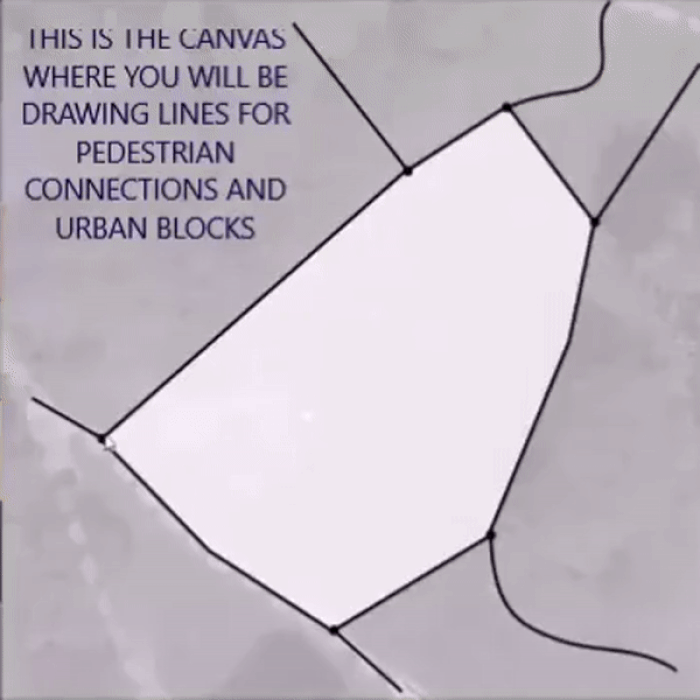 THIS IS THE CANVAS
WHERE YOU WILL BE
DRAWING LINES FOR
PEDESTRIAN
CONNECTIONS AND
URBAN BLOCKS